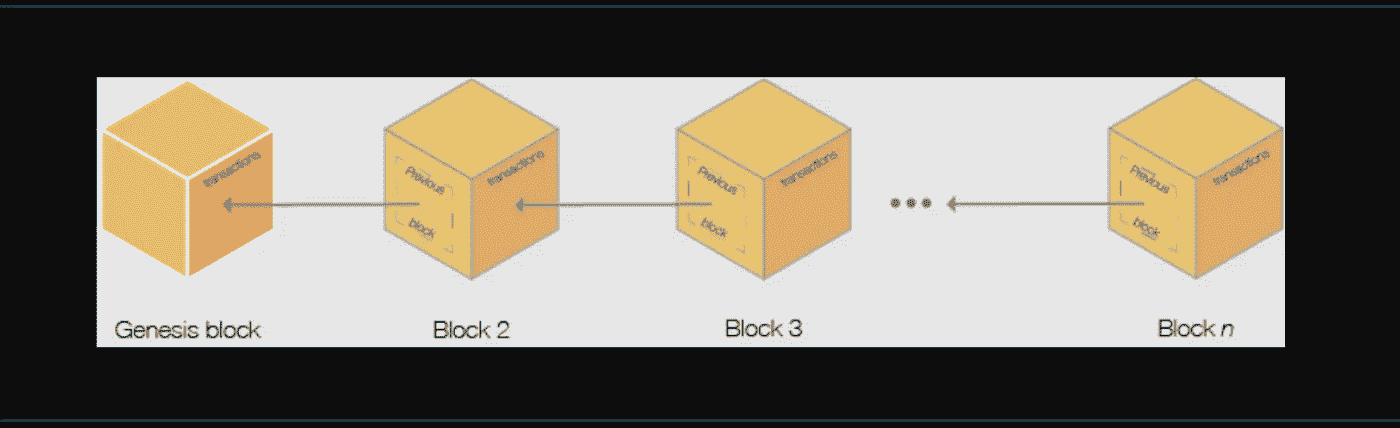 transactions
Previous
block
transactions
Previous
block
transactions
Previous
block
transactions
Genesis block
Block 2
Block 3
Block n